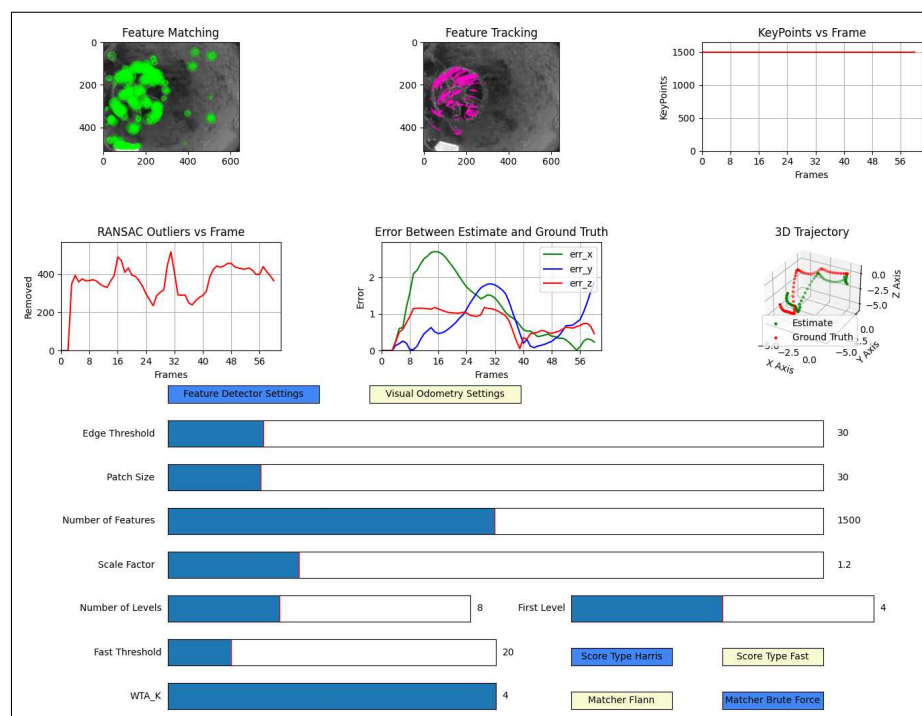 Feature Matching
Feature Tracking
KeyPoints vs Frame
0
200
400
0 200 400 600
0
200
400
0 200 400 600
1500
1000
500
0
KeyPoints
0 8 16 24 32 40 48 56
Frames
RANSAC Outliers vs Frame
Error Between Estimate and Ground Truth
3D Trajectory
400
200
0
Removed
0 8 16 24 32 40 48 56
Frames
2
1
0
Error
err_x
err_y
err_z
0 8 16 24 32 40 48 56
Frames
0.0
−2.5
−5.0
Z Axis
Estimate
Ground Truth
−2.5
0.0
X Axis
0.0
−5.0
Y Axis
Feature Detector Settings
Visual Odometry Settings
Edge Threshold 30
Patch Size 30
Number of Features 1500
Scale Factor 1.2
Number of Levels 8 First Level 4
Fast Threshold 20 Score Type Harris Score Type Fast
WTA_K 4 Matcher Flann Matcher Brute Force